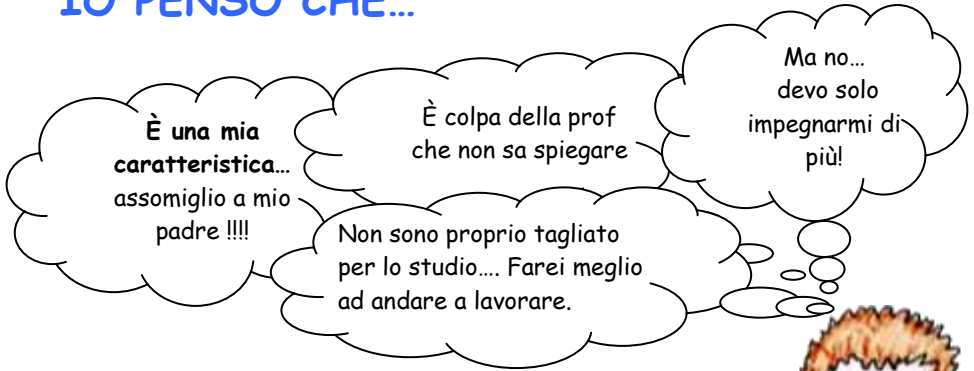 IO PENSO CHE…
È una mia
caratteristica…
assomiglio a mio
padre !!!!
È colpa della prof
che non sa spiegare
Ma no…
devo solo
impegnarmi di
più!
Non sono proprio tagliato
per lo studio…. Farei meglio
ad andare a lavorare.